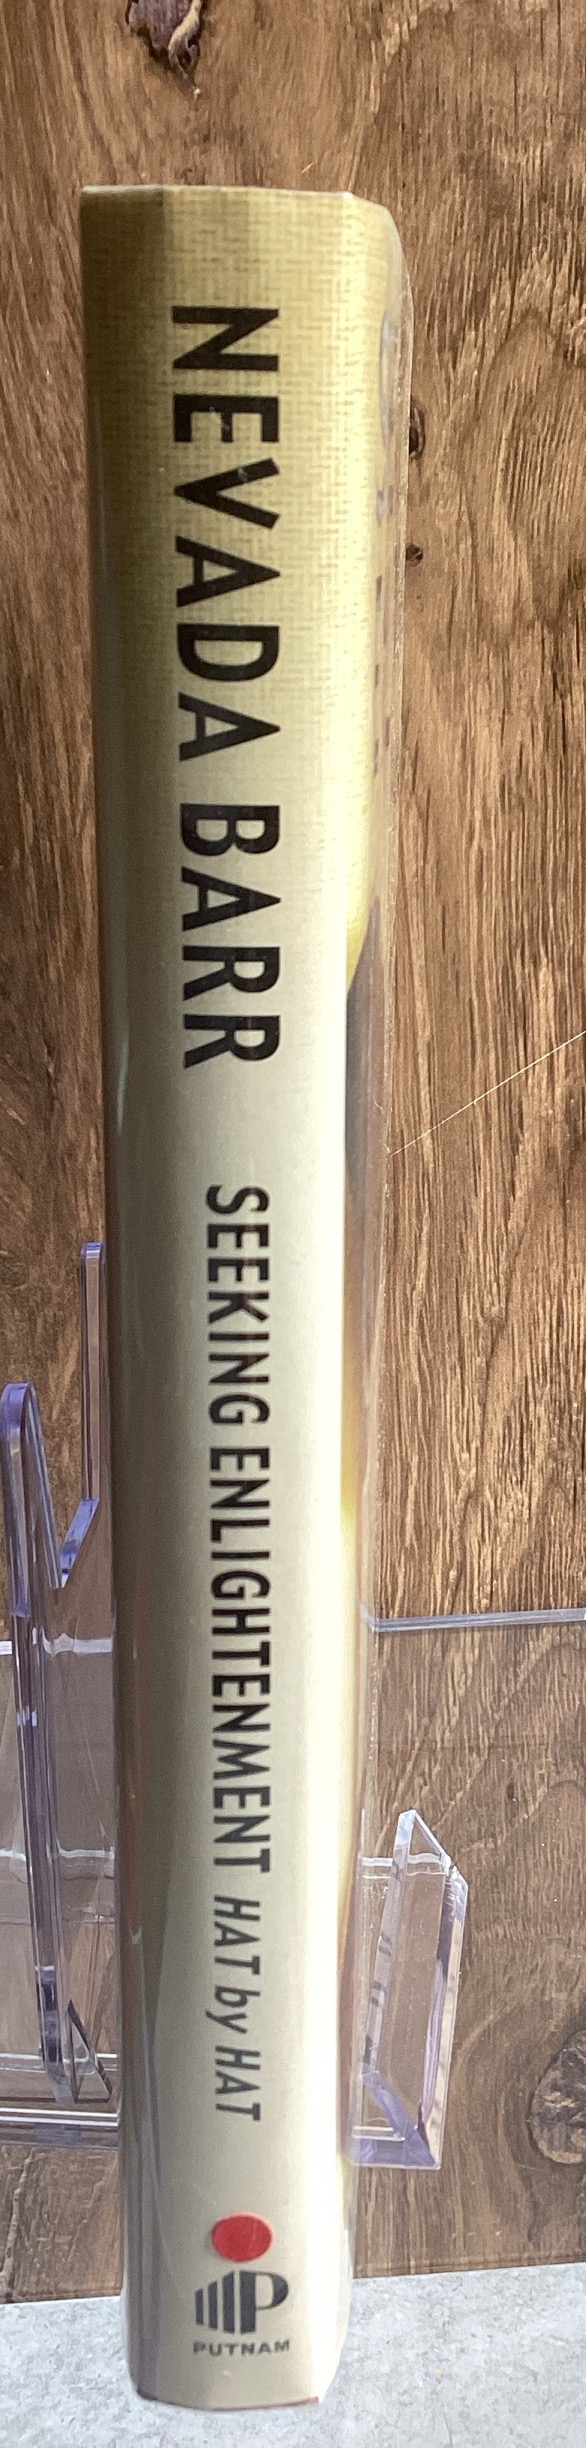 NEVADA BARR
SEEKING ENLIGHTENMENT HAT by HAT
P
PUTNAM